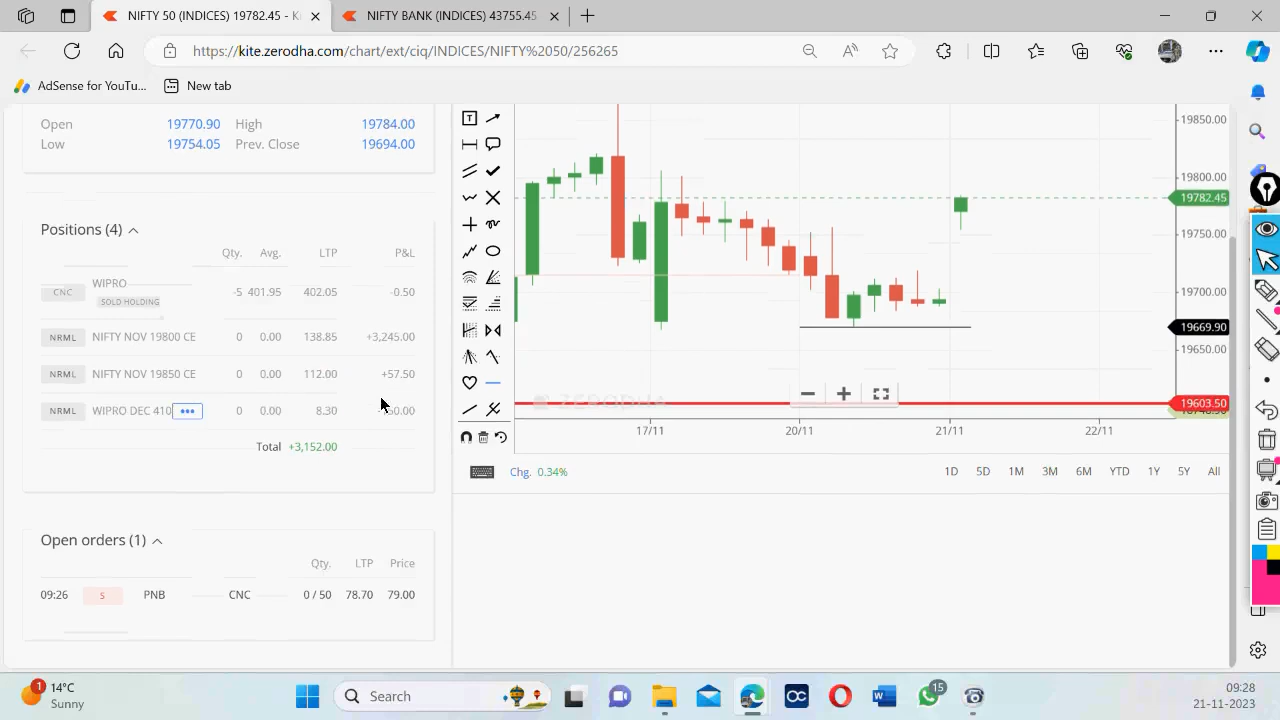 NIFTY 50 (INDICES) 19782.45 - K
NIFTY BANK (INDICES) 43755.45
https://kite.zerodha.com/chart/ext/ciq/INDICES/NIFTY%2050/256265
AdSense for YouTu...
New tab
Open 19770.90 High 19784.00
Low 19754.05 Prev. Close 19694.00
Positions (4)
Qty. Avg. LTP P&L
CNC WIPRO -5 401.95 402.05 -0.50
SOLD HOLDING
NRML NIFTY NOV 19800 CE 0 0.00 138.85 +3,245.00
NRML NIFTY NOV 19850 CE 0 0.00 112.00 +57.50
NRML WIPRO DEC 410 ••• 0 0.00 8.30
Total +3,152.00
Open orders (1)
Qty. LTP Price
09:26 S PNB CNC 0 / 50 78.70 79.00
T
19850.00
19800.00
19782.45
19750.00
19700.00
19669.90
19650.00
19603.50
ZERODHA
17/11 20/11 21/11 22/11
Chg. 0.34%
1D 5D 1M 3M 6M YTD 1Y 5Y All
1
14°C
Sunny
Search
OC
W
15
09:28
21-11-2023